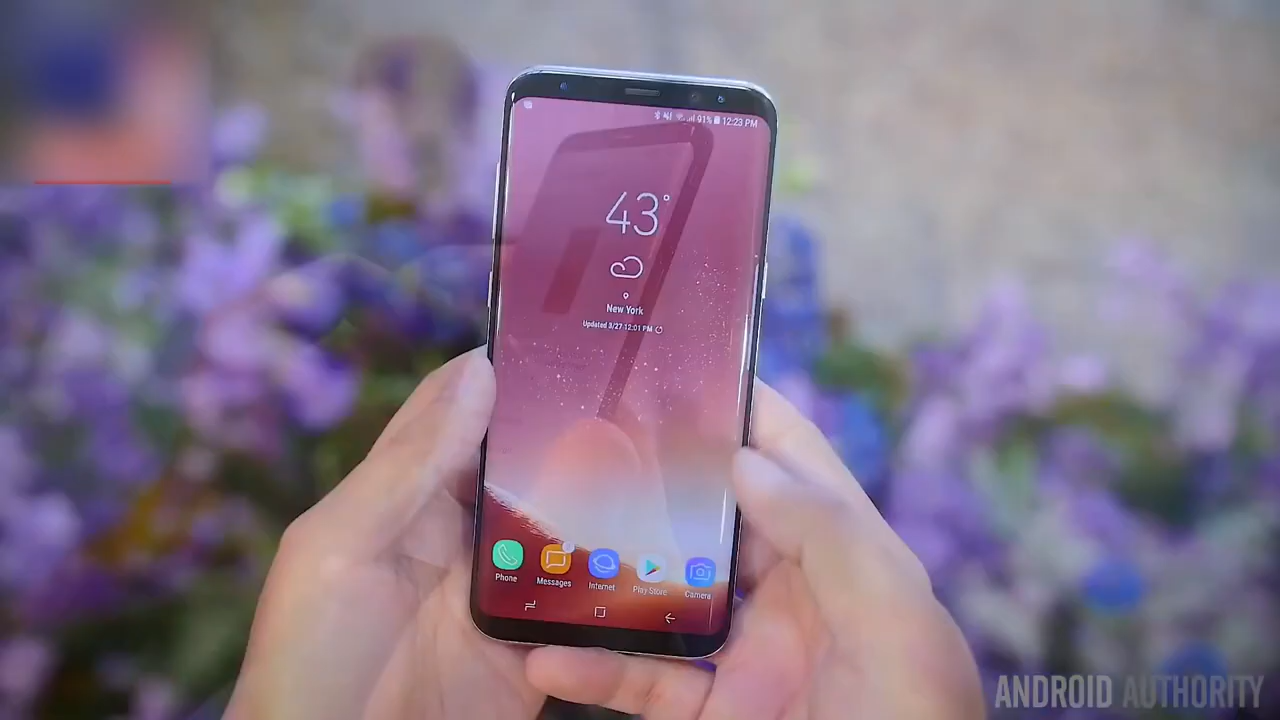 91% 12:23 PM
43°
New York
Updated 3/27 12:01 PM
Phone
Messages
Internet
Play Store
Camera
ANDROID AUTHORITY